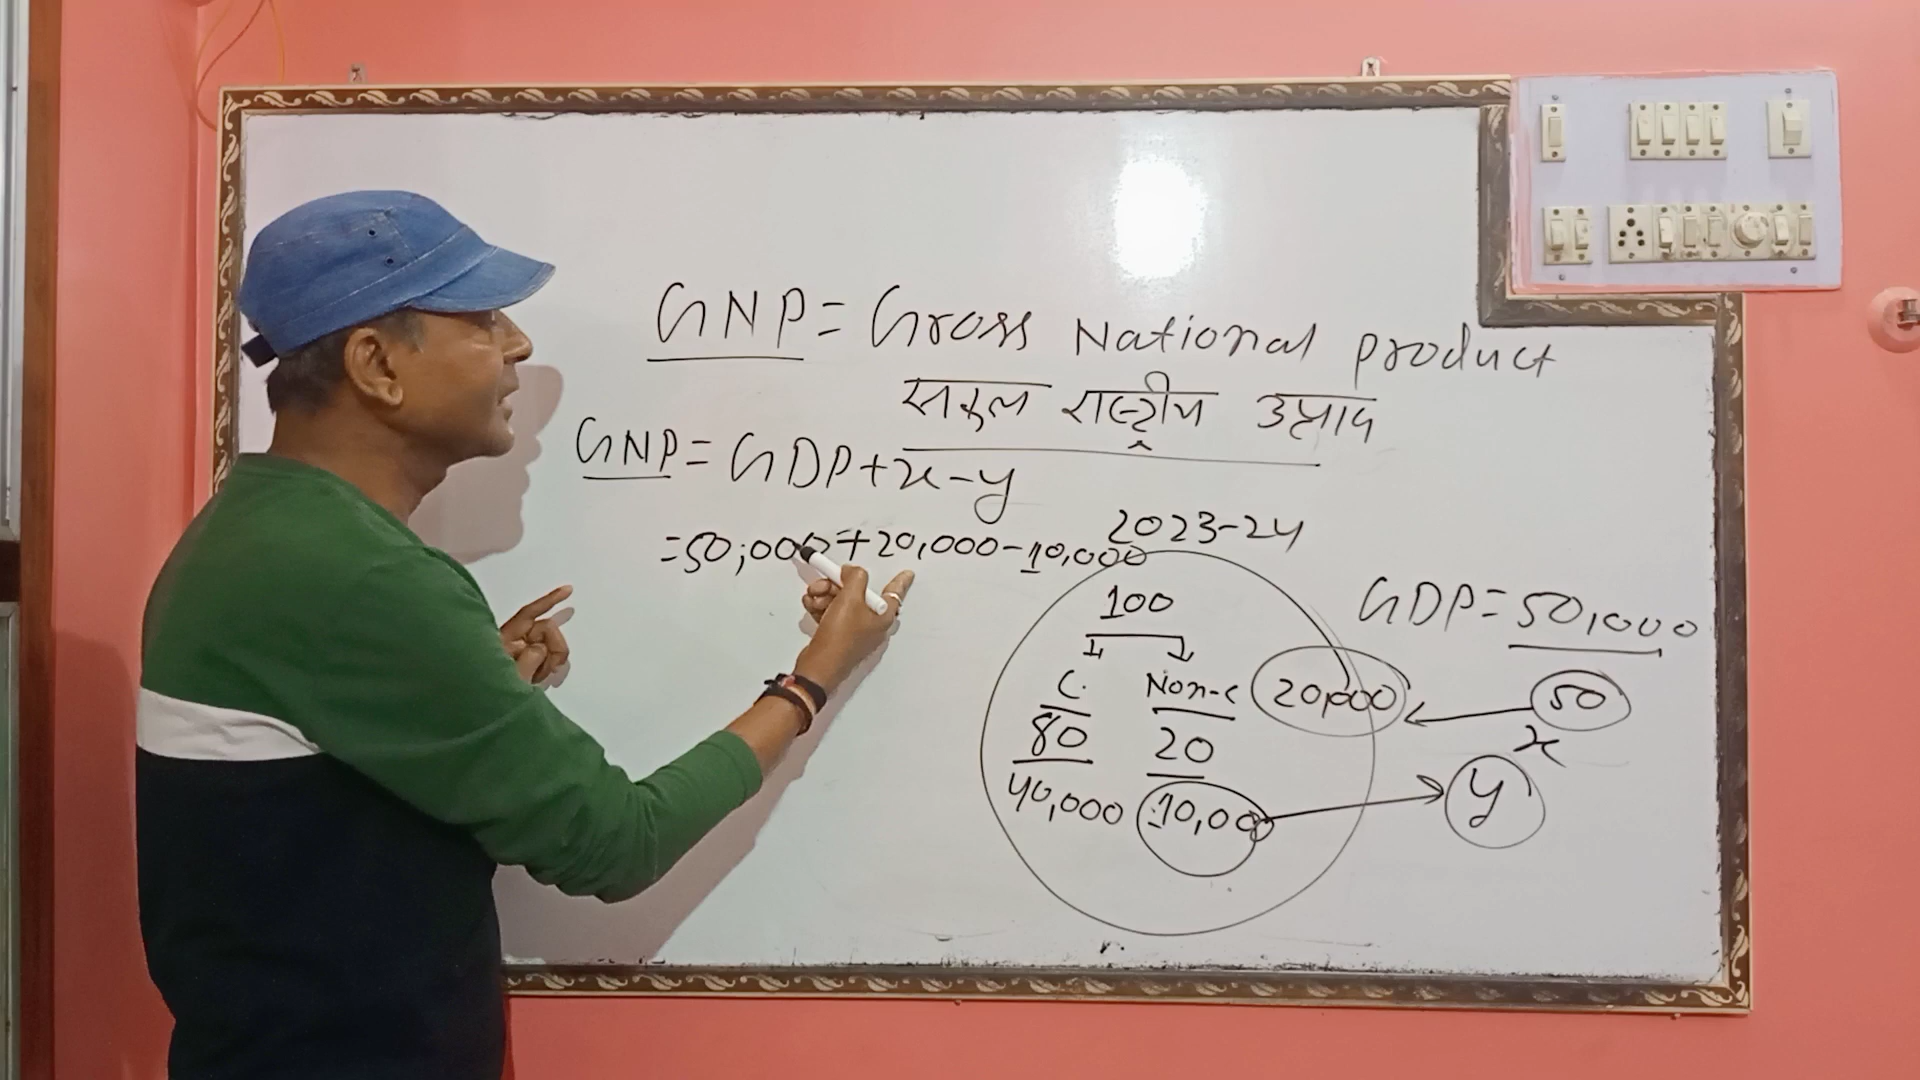 GNP = Gross National product
सकल राष्ट्रीय उत्पाद
GNP = GDP + x - y
= 50,000 + 20,000 - 10,000
2023-24
100
C. Non-C
80 20
40,000 10,000
GDP = 50,000
20,000 50
x
y